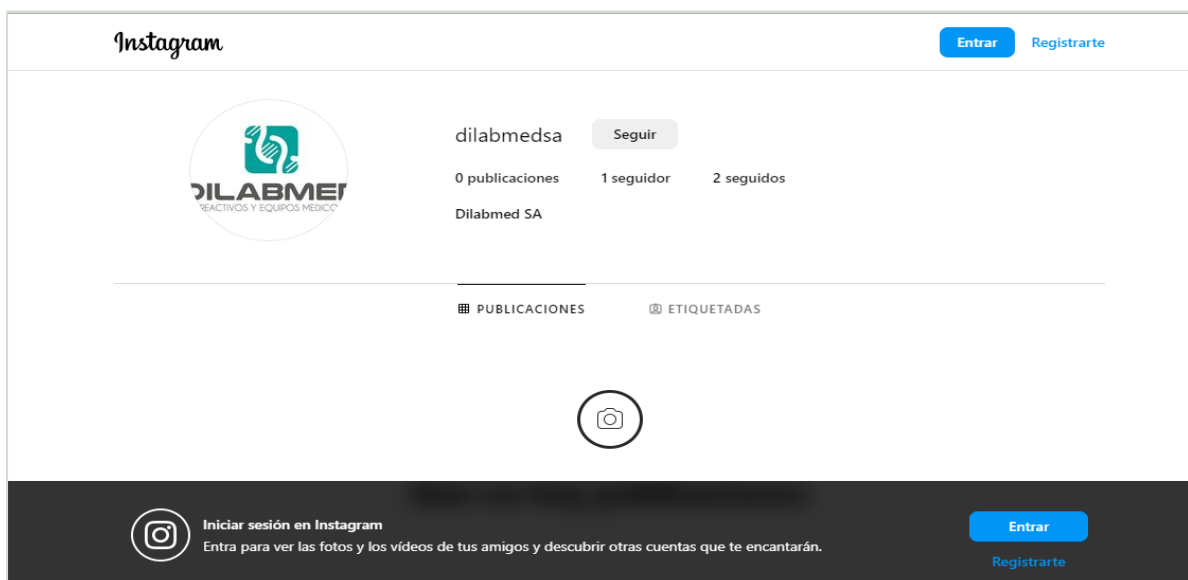 Instagram
Entrar
Registrarte
dilabmedsa
Seguir
0 publicaciones
1 seguidor
2 seguidos
Dilabmed SA
DILABMED
REACTIVOS Y EQUIPOS MEDICO
PUBLICACIONES
ETIQUETADAS
Iniciar sesión en Instagram
Entra para ver las fotos y los vídeos de tus amigos y descubrir otras cuentas que te encantarán.
Entrar
Registrarte